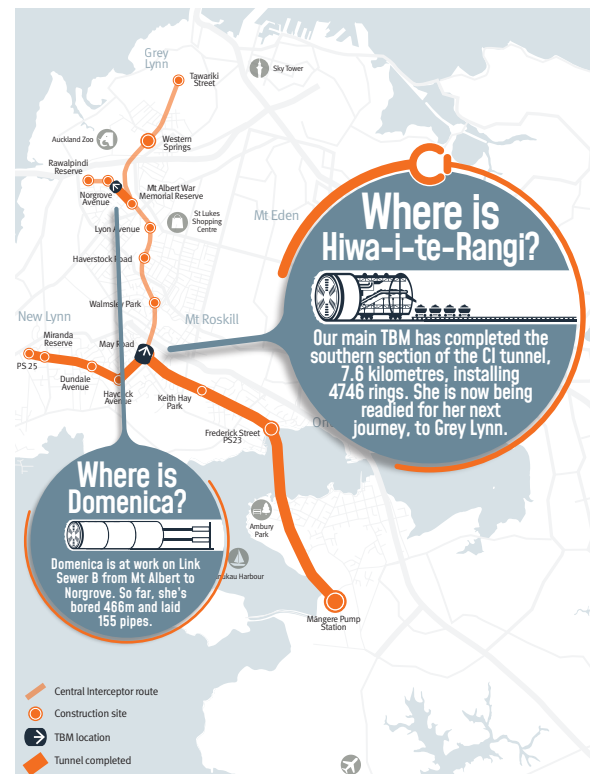 Grey
Lynn
Tawariki
Street
Sky Tower
Auckland Zoo
Western
Springs
Rawalpindi
Reserve
Norgrove
Avenue
Mt Albert War
Memorial Reserve
St Lukes
Shopping
Centre
Mt Eden
Lyon Avenue
Haverstock Road
Walmsley Park
New Lynn
Mt Roskill
Miranda
Reserve
May Road
PS 25
Dundale
Avenue
Haycock
Avenue
Keith Hay
Park
Frederick Street
PS23
Where is
Hiwa-i-te-Rangi?
Our main TBM has completed the
southern section of the CI tunnel,
7.6 kilometres, installing
4746 rings. She is now being
readied for her next
journey, to Grey Lynn.
Where is
Domenica?
Domenica is at work on Link
Sewer B from Mt Albert to
Norgrove. So far, she's
bored 466m and laid
155 pipes.
Ambury
Park
Harbour
Māngere Pump
Station
Central Interceptor route
Construction site
TBM location
Tunnel completed